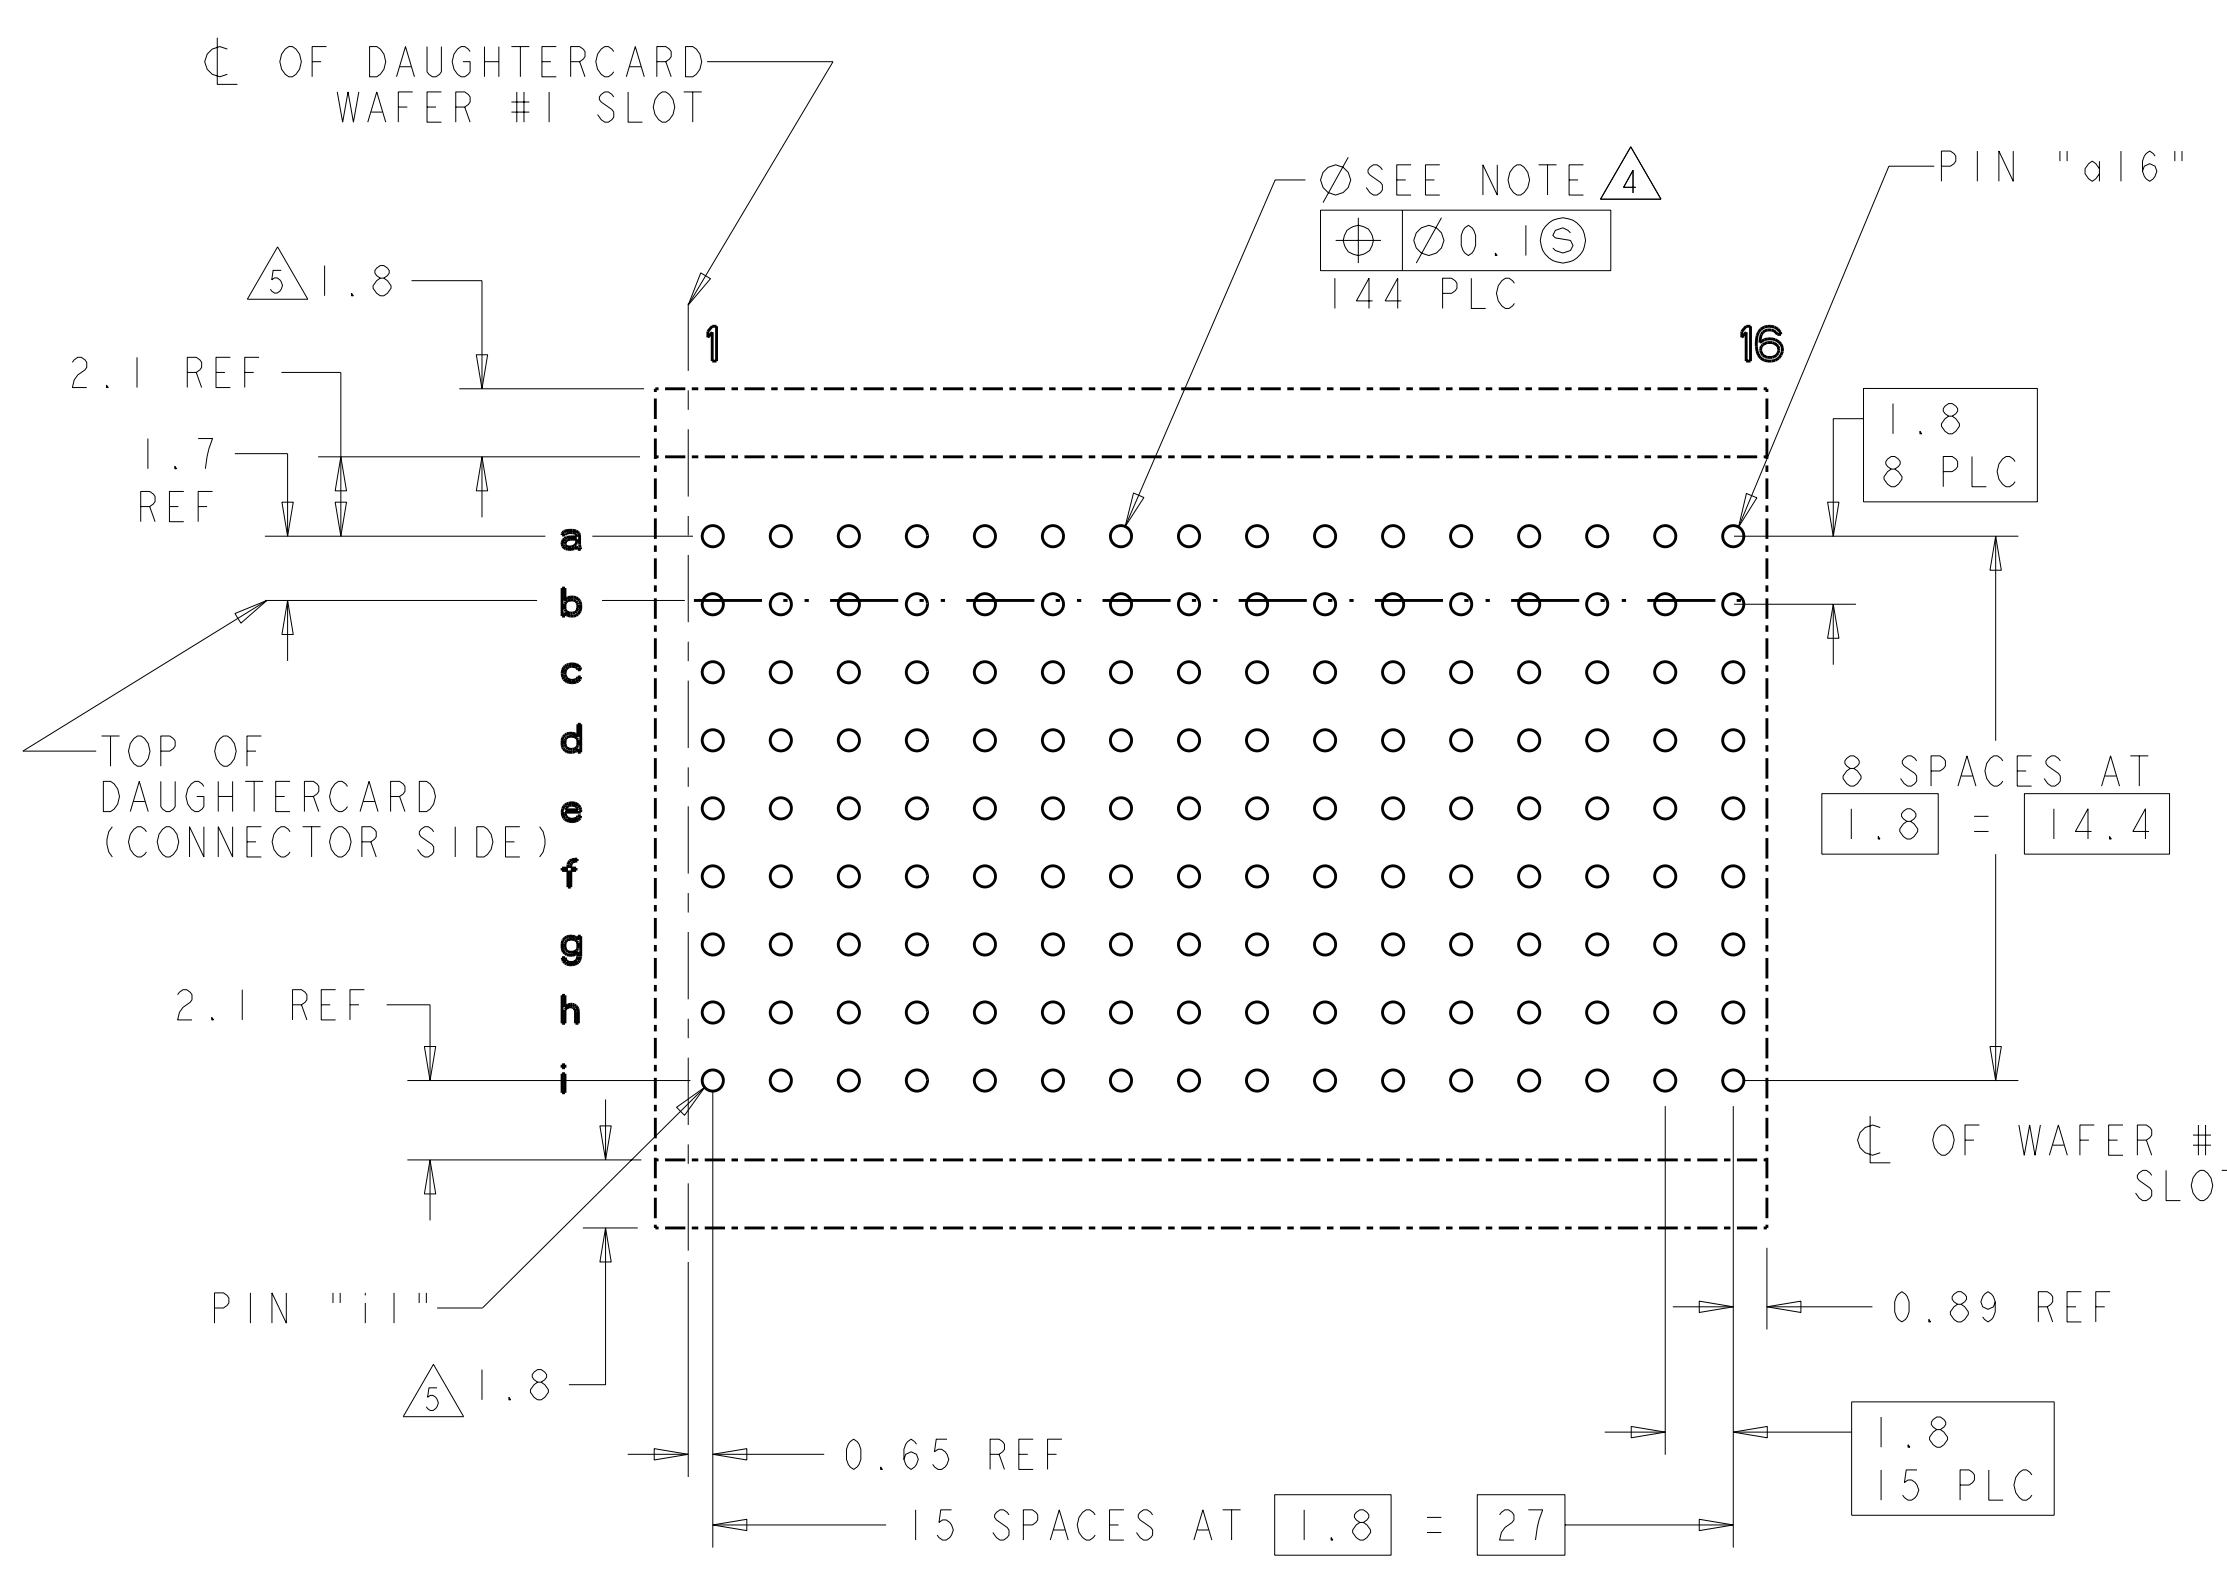 ℄ OF DAUGHTERCARD
WAFER #1 SLOT
⌀SEE NOTE 4
⌖ ⌀0.1Ⓢ
144 PLC
PIN "a16"
5 1.8
2.1 REF
1.7
REF
1
16
1.8
8 PLC
a
b
c
d
e
f
g
h
i
TOP OF
DAUGHTERCARD
(CONNECTOR SIDE)
8 SPACES AT
1.8 = 14.4
2.1 REF
℄ OF WAFER #
SLOT
PIN "i1"
0.89 REF
5 1.8
0.65 REF
1.8
15 PLC
15 SPACES AT 1.8 = 27